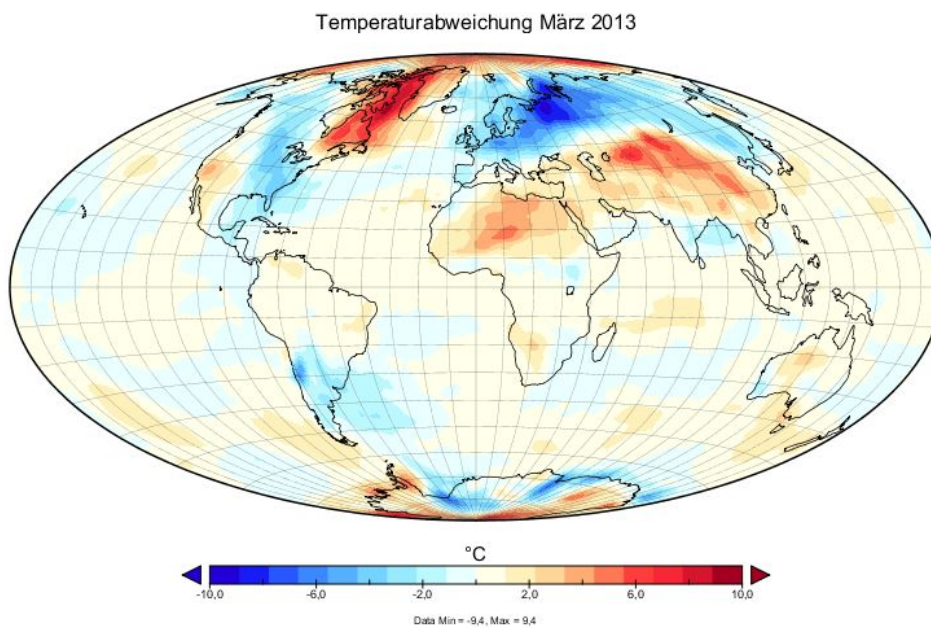 Temperaturabweichung März 2013
°C
-10,0 -6,0 -2,0 2,0 6,0 10,0
Data Min = -9,4, Max = 9,4